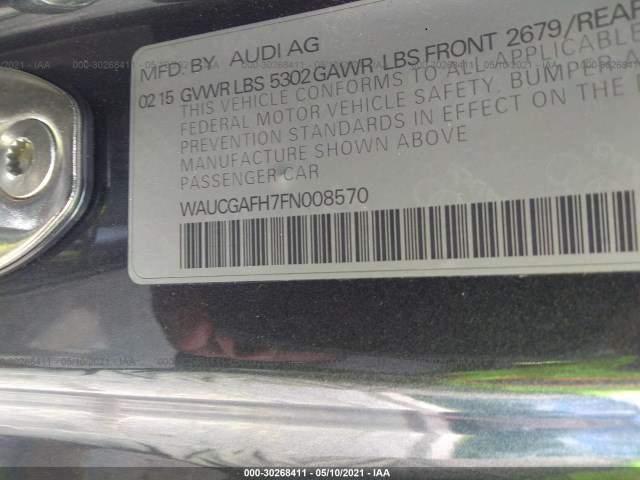 MFD. BY AUDI AG
02 15 GVWR LBS 5302 GAWR LBS FRONT 2679/REAR
THIS VEHICLE CONFORMS TO ALL APPLICABLE
FEDERAL MOTOR VEHICLE SAFETY, BUMPER,
PREVENTION STANDARDS IN EFFECT ON THE
MANUFACTURE SHOWN ABOVE
PASSENGER CAR
WAUCGAFH7FN008570
000-30268411 - 05/10/2021 - IAA